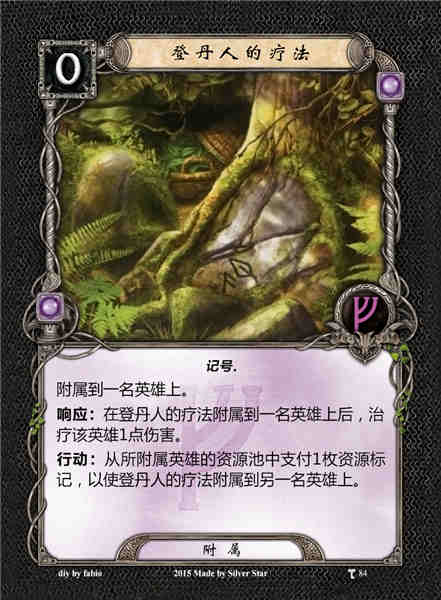 登丹人的疗法
0
记号.
附属到一名英雄上。
响应：在登丹人的疗法附属到一名英雄上后，治
疗该英雄1点伤害。
行动：从所附属英雄的资源池中支付1枚资源标
记，以使登丹人的疗法附属到另一名英雄上。
附属
diy by fabio 2015 Made by Silver Star 84